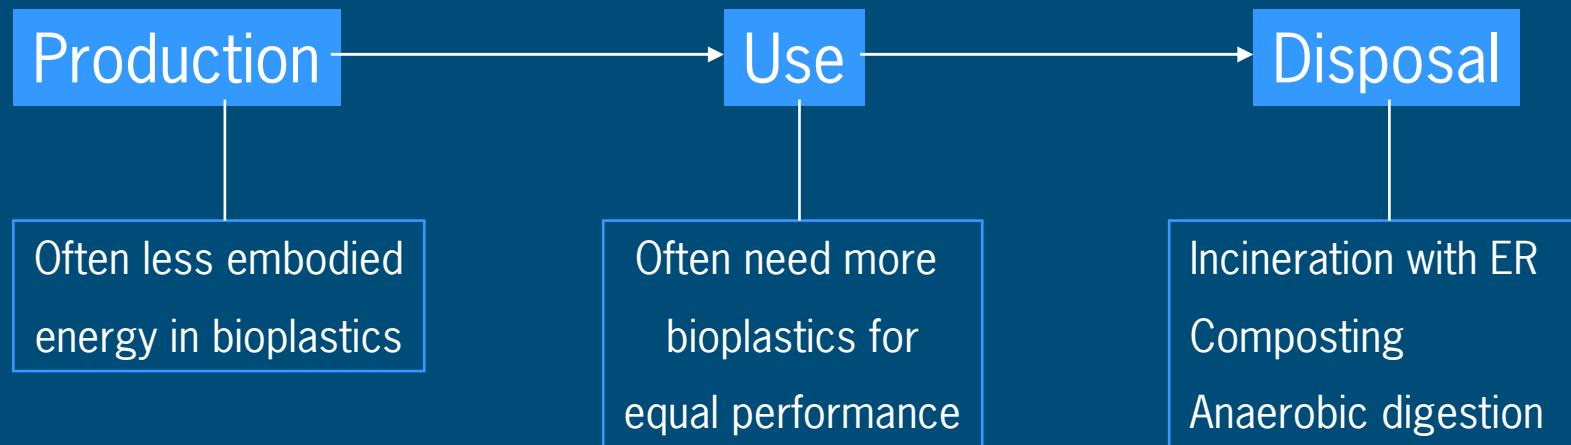 Production
Use
Disposal
Often less embodied
energy in bioplastics
Often need more
bioplastics for
equal performance
Incineration with ER
Composting
Anaerobic digestion